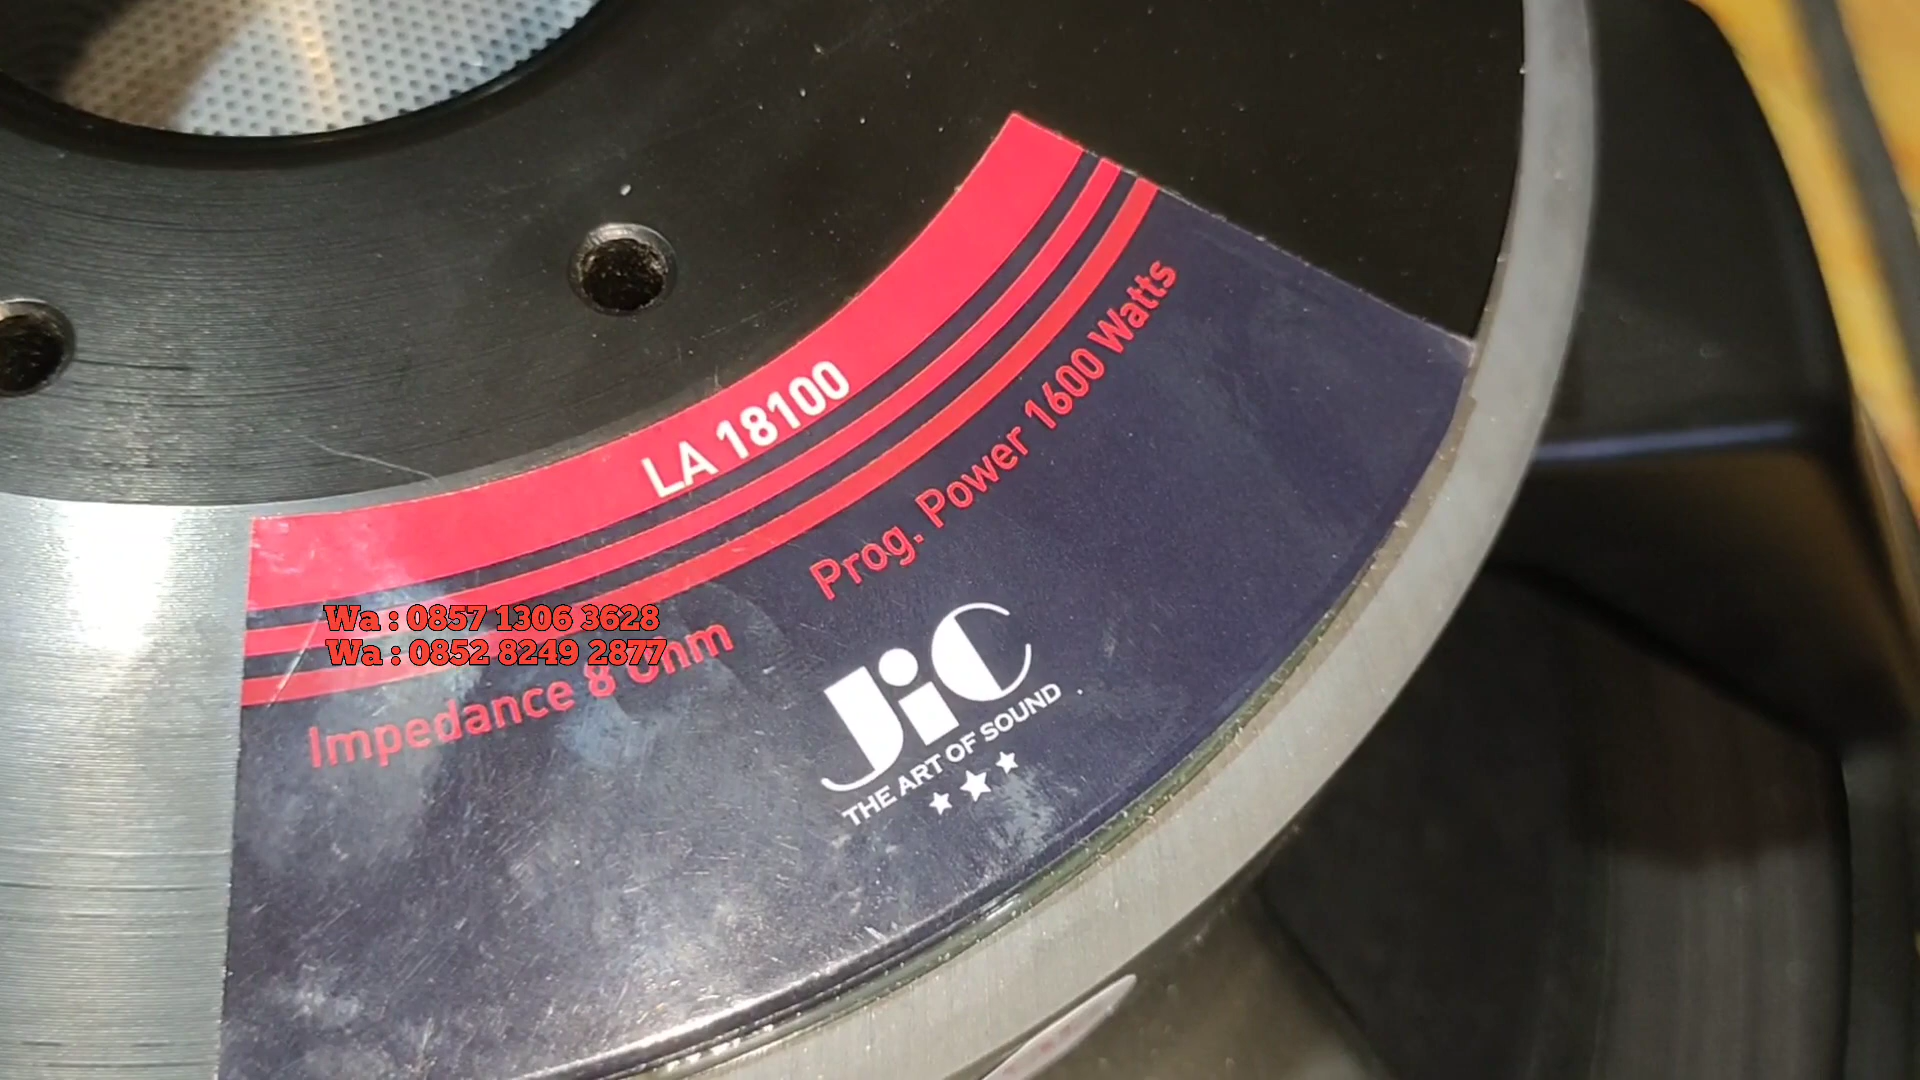 LA 18100
Prog. Power 1600 Watts
Wa : 0857 1306 3628
Wa : 0852 8249 2877
Impedance 8 Ohm
JiC
THE ART OF SOUND